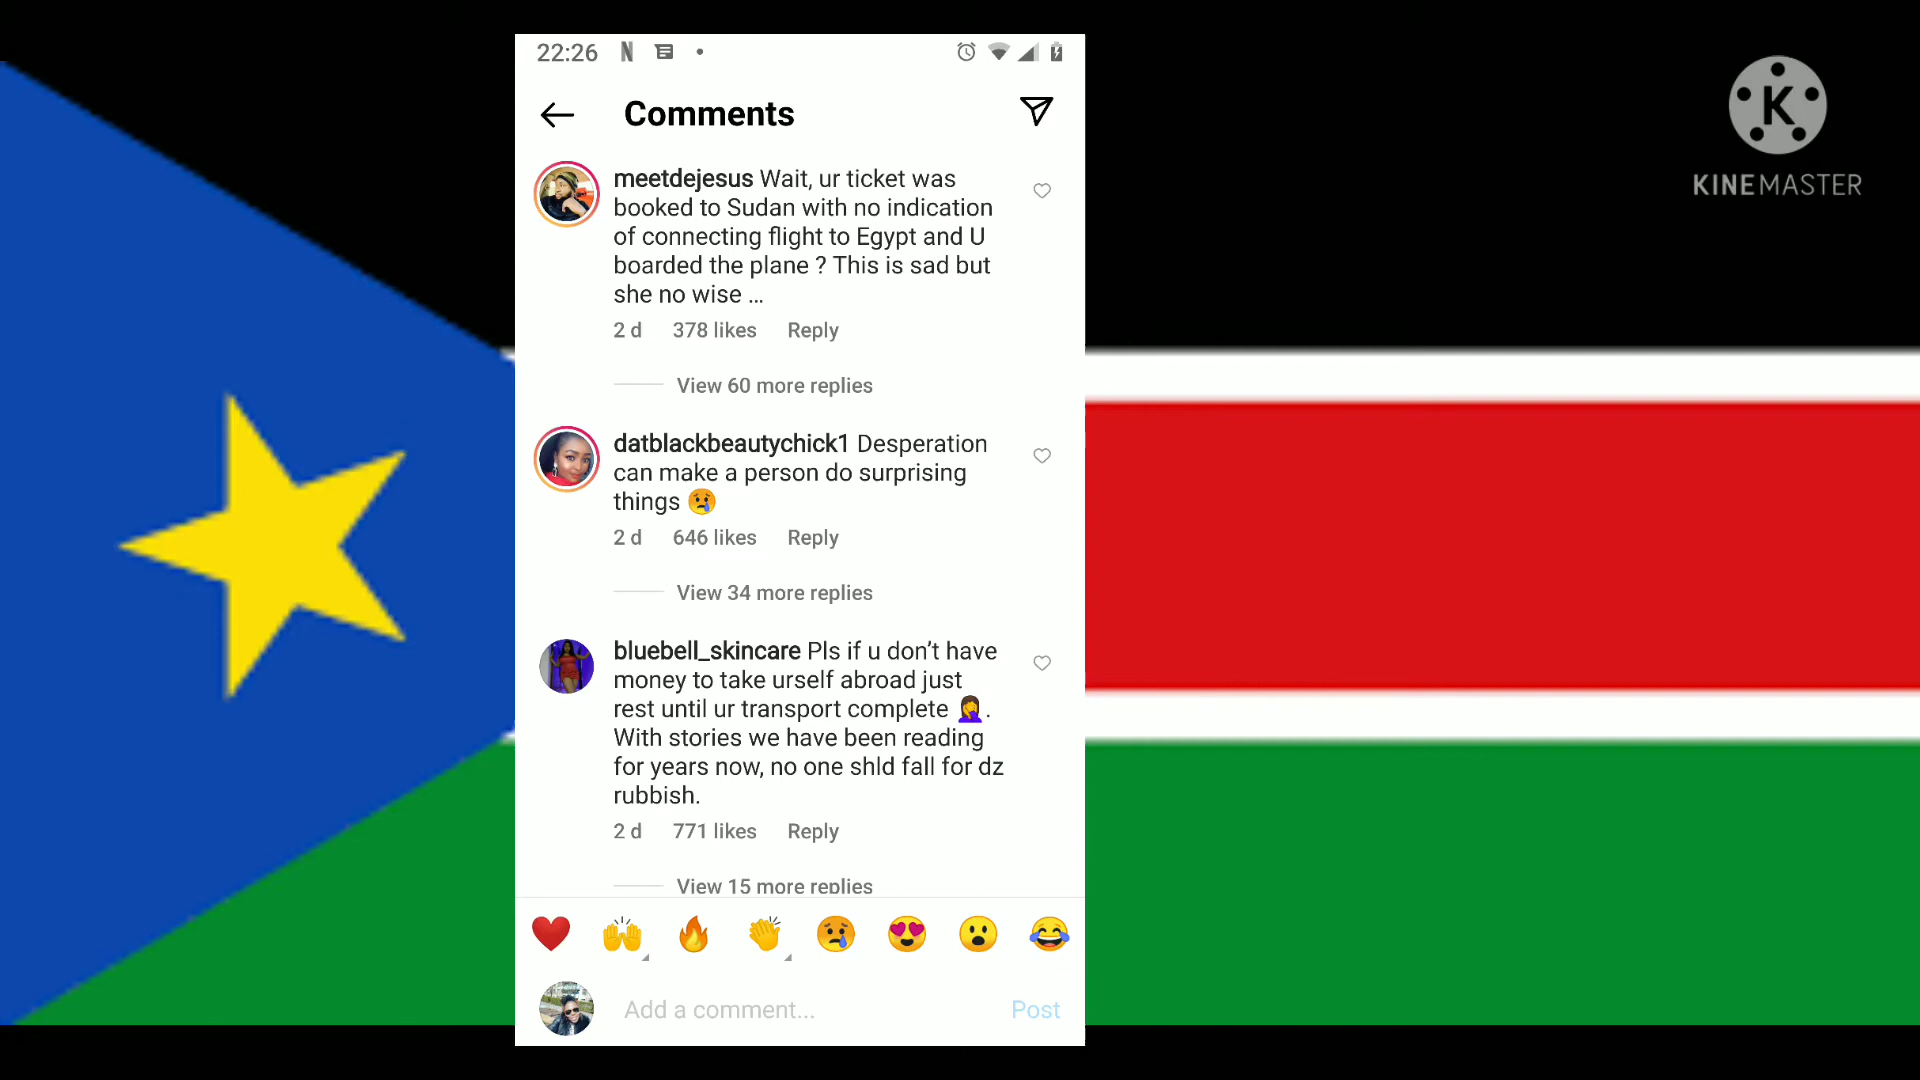 22:26
Comments
meetdejesus Wait, ur ticket was
booked to Sudan with no indication
of connecting flight to Egypt and U
boarded the plane ? This is sad but
she no wise ...
2 d 378 likes Reply
View 60 more replies
datblackbeautychick1 Desperation
can make a person do surprising
things 😢
2 d 646 likes Reply
View 34 more replies
bluebell_skincare Pls if u don’t have
money to take urself abroad just
rest until ur transport complete 🤦‍♀️.
With stories we have been reading
for years now, no one shld fall for dz
rubbish.
2 d 771 likes Reply
View 15 more replies
Add a comment... Post
K
KINEMASTER